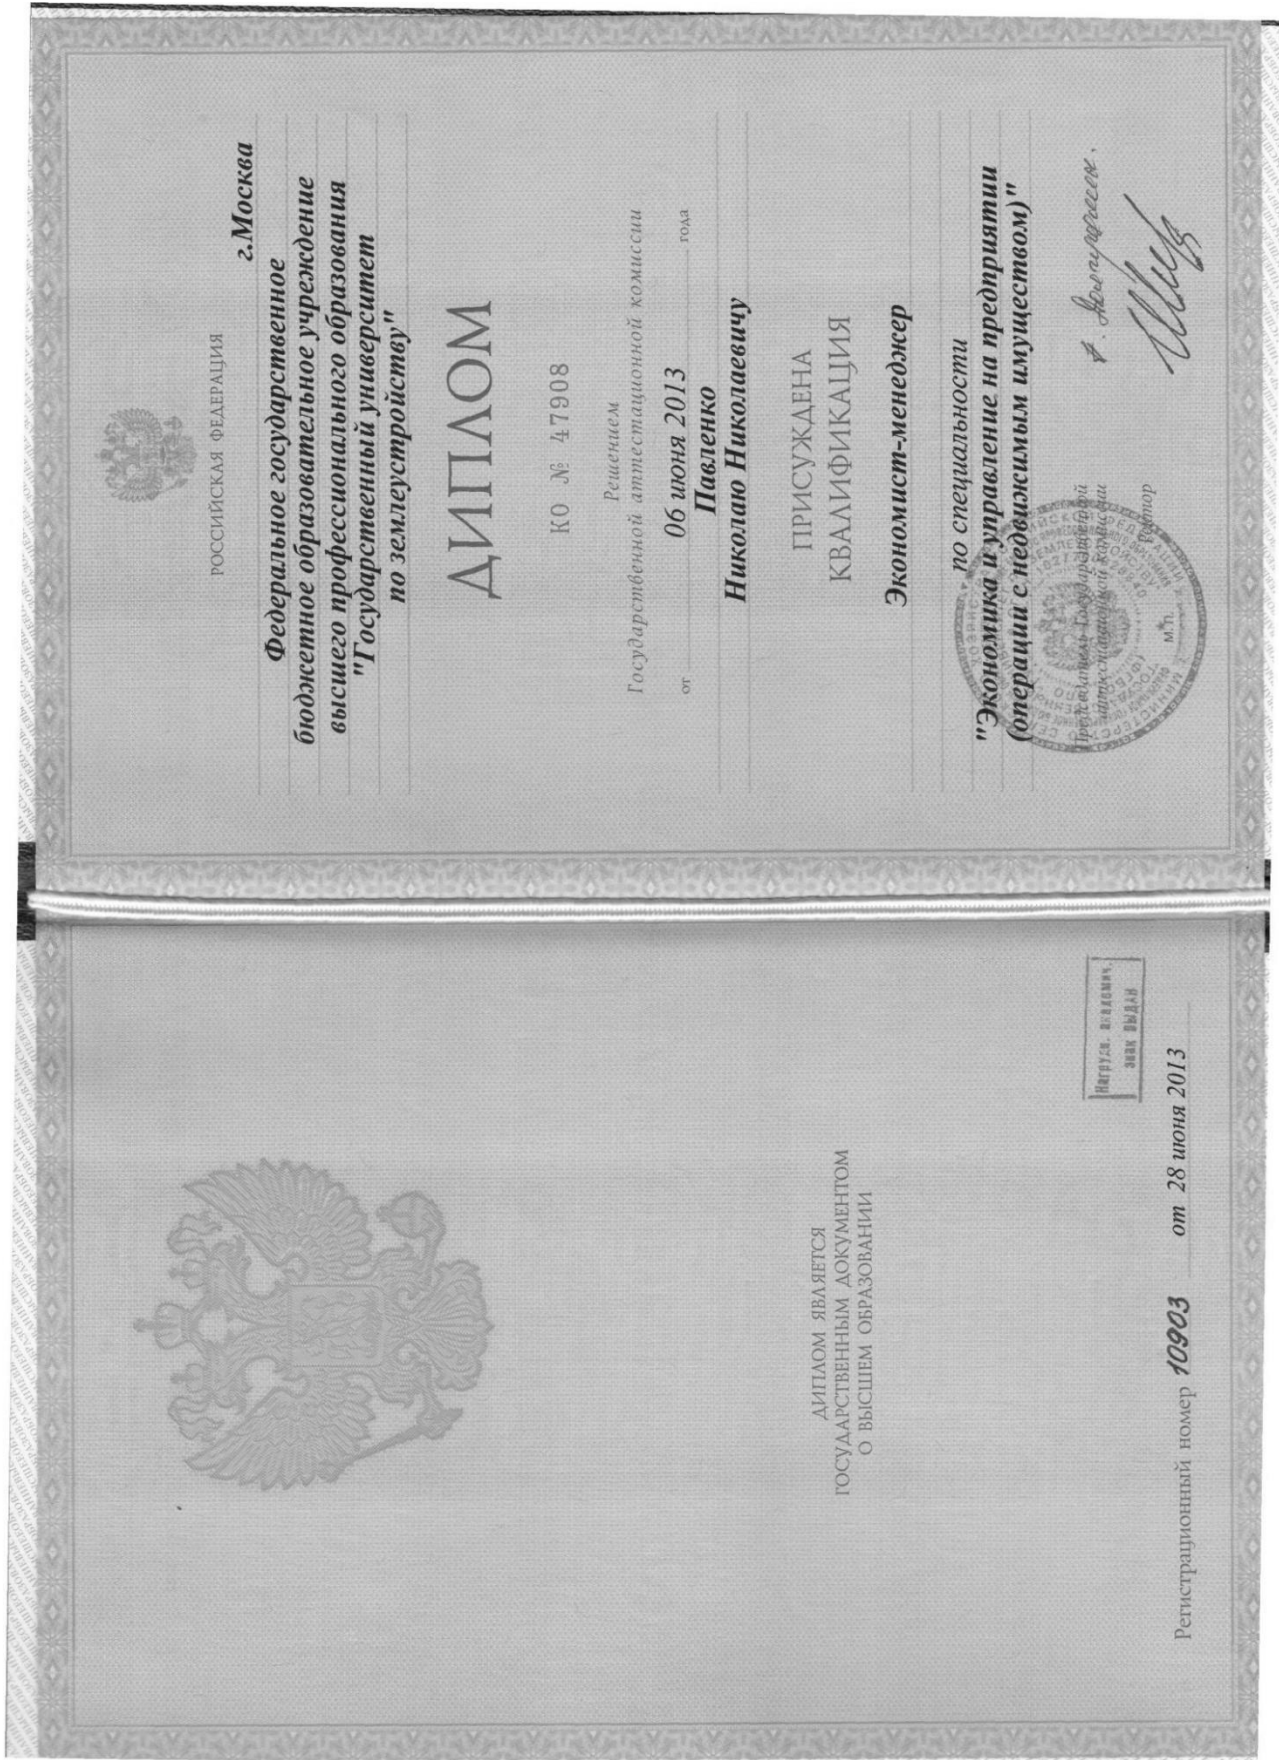 ДИПЛОМ ЯВЛЯЕТСЯ
ГОСУДАРСТВЕННЫМ ДОКУМЕНТОМ
О ВЫСШЕМ ОБРАЗОВАНИИ
Нагрудн. академич.
знак выдан
Регистрационный номер 10903 от 28 июня 2013
РОССИЙСКАЯ ФЕДЕРАЦИЯ
г.Москва
Федеральное государственное
бюджетное образовательное учреждение
высшего профессионального образования
"Государственный университет
по землеустройству"
ДИПЛОМ
КО № 47908
Решением
Государственной аттестационной комиссии
от 06 июня 2013 года
Павленко
Николаю Николаевичу
ПРИСУЖДЕНА
КВАЛИФИКАЦИЯ
Экономист-менеджер
по специальности
"Экономика и управление на предприятии
(операции с недвижимым имуществом)"
Председатель Государственной
аттестационной комиссии
Ректор
М.П.